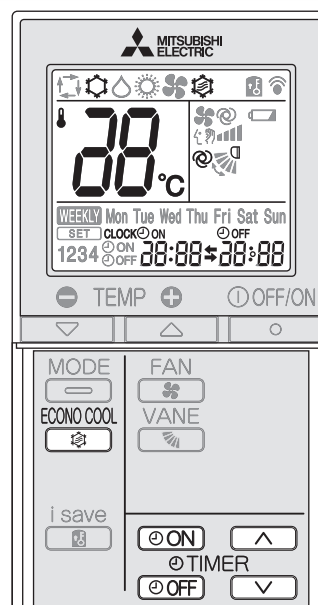 MITSUBISHI
ELECTRIC
88°C
WEEKLY Mon Tue Wed Thu Fri Sat Sun
SET CLOCK ON OFF
1234 ON OFF 88:88 88:88
TEMP OFF/ON
MODE FAN
ECONO COOL VANE
i save
ON
TIMER
OFF